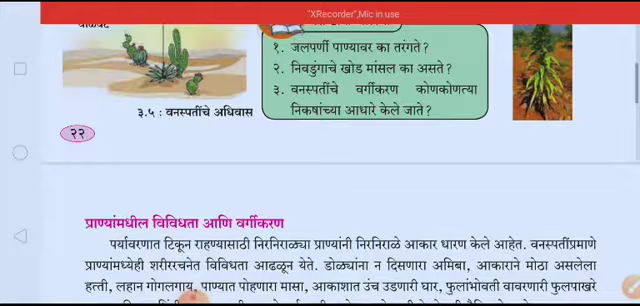 "XRecorder",Mic in use
वाळवंट
१. जलपर्णी पाण्यावर का तरंगते?
२. निवडुंगाचे खोड मांसल का असते?
३. वनस्पतींचे वर्गीकरण कोणकोणत्या
निकषांच्या आधारे केले जाते?
३.५ : वनस्पतींचे अधिवास
२२
प्राण्यांमधील विविधता आणि वर्गीकरण
पर्यावरणात टिकून राहण्यासाठी निरनिराळ्या प्राण्यांनी निरनिराळे आकार धारण केले आहेत. वनस्पतींप्रमाणे
प्राण्यांमध्येही शरीररचनेत विविधता आढळून येते. डोळ्यांना न दिसणारा अमिबा, आकाराने मोठा असलेला
हत्ती, लहान गोगलगाय, पाण्यात पोहणारा मासा, आकाशात उंच उडणारी घार, फुलांभोवती वावरणारी फुलपाखरे